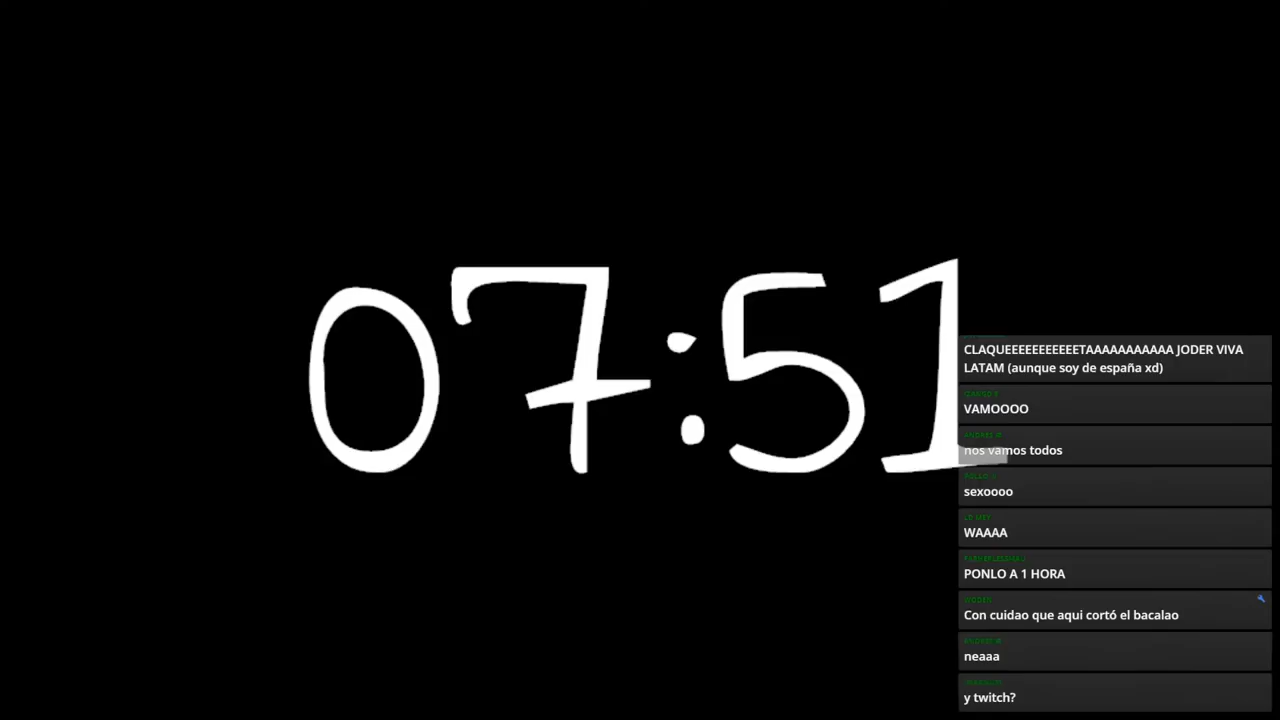 07:51
CLAQUEEEEEEEEEEETAAAAAAAAAAA JODER VIVA
LATAM (aunque soy de españa xd)
VAMOOOO
nos vamos todos
sexoooo
WAAAA
PONLO A 1 HORA
Con cuidao que aqui cortó el bacalao
neaaa
y twitch?